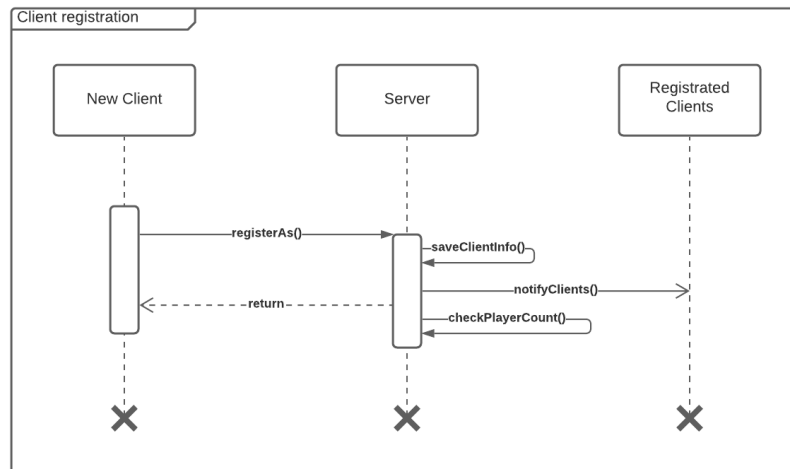 Client registration
New Client
Server
Registrated
Clients
registerAs()
saveClientInfo()
notifyClients()
return
checkPlayerCount()